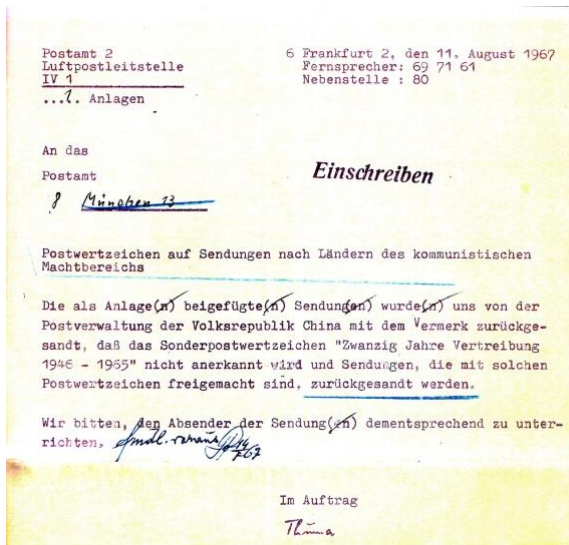 Postamt 2
Luftpostleitstelle
IV 1
...1. Anlagen
6 Frankfurt 2, den 11. August 1967
Fernsprecher: 69 71 61
Nebenstelle : 80
An das
Postamt
Einschreiben
8 München 13
Postwertzeichen auf Sendungen nach Ländern des kommunistischen
Machtbereichs
Die als Anlage(n) beigefügte(n) Sendung(en) wurde(n) uns von der
Postverwaltung der Volksrepublik China mit dem Vermerk zurückge-
sandt, daß das Sonderpostwertzeichen "Zwanzig Jahre Vertreibung
1946 - 1965" nicht anerkannt wird und Sendungen, die mit solchen
Postwertzeichen freigemacht sind, zurückgesandt werden.
Wir bitten, den Absender der Sendung(en) dementsprechend zu unter-
richten,
Im Auftrag